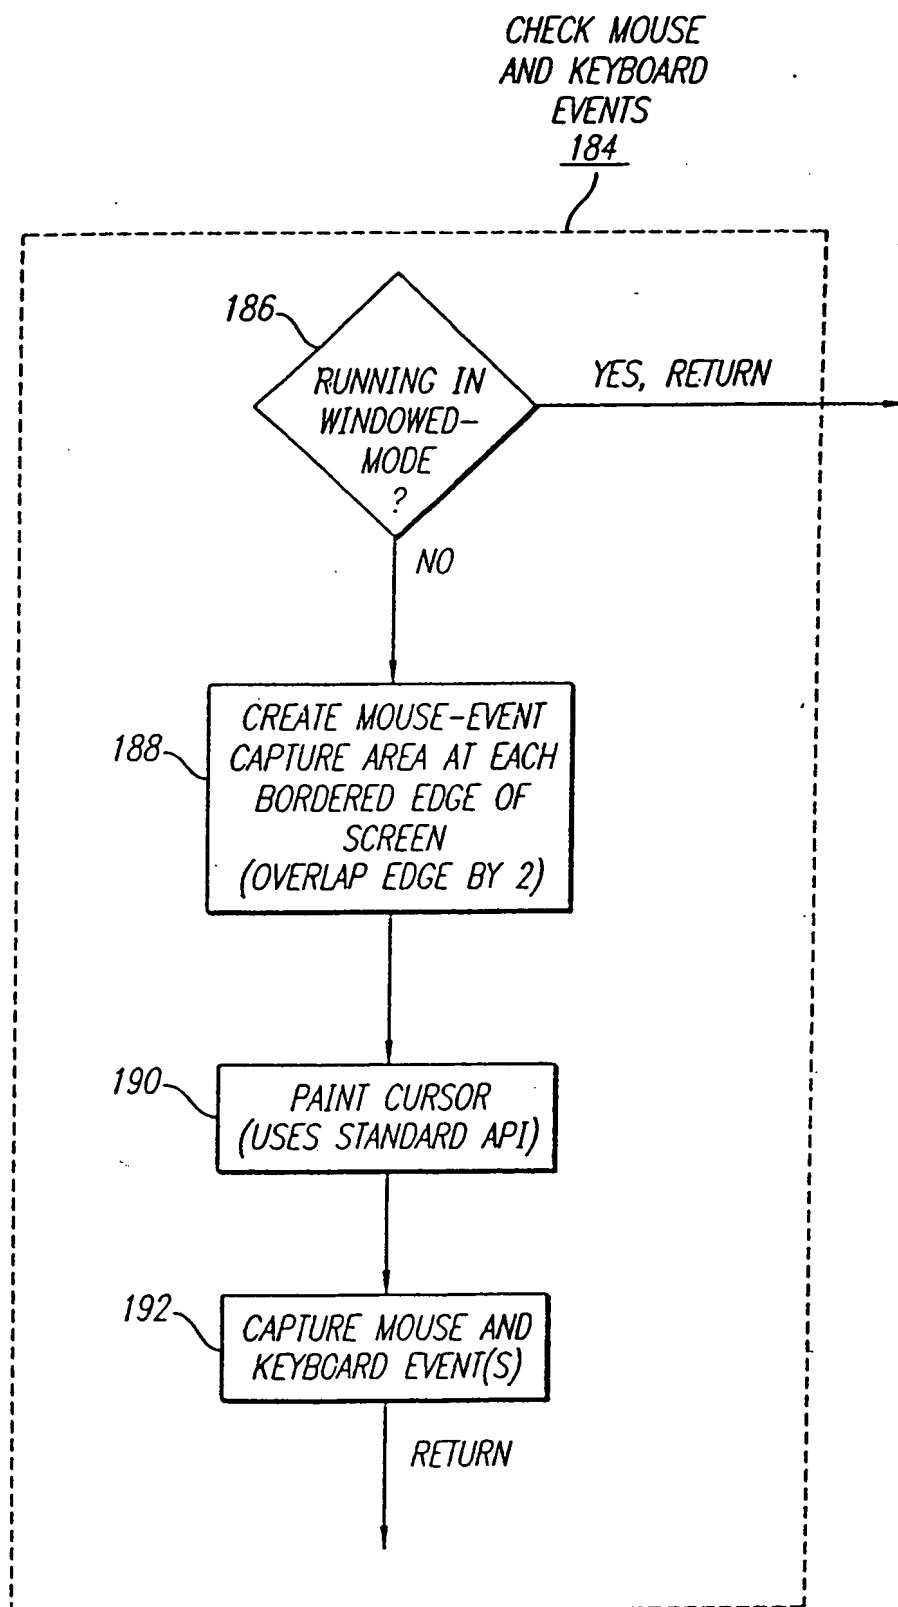 CHECK MOUSE
AND KEYBOARD
EVENTS
184
186
RUNNING IN
WINDOWED-
MODE
?
YES, RETURN
NO
188
CREATE MOUSE-EVENT
CAPTURE AREA AT EACH
BORDERED EDGE OF
SCREEN
(OVERLAP EDGE BY 2)
190
PAINT CURSOR
(USES STANDARD API)
192
CAPTURE MOUSE AND
KEYBOARD EVENT(S)
RETURN